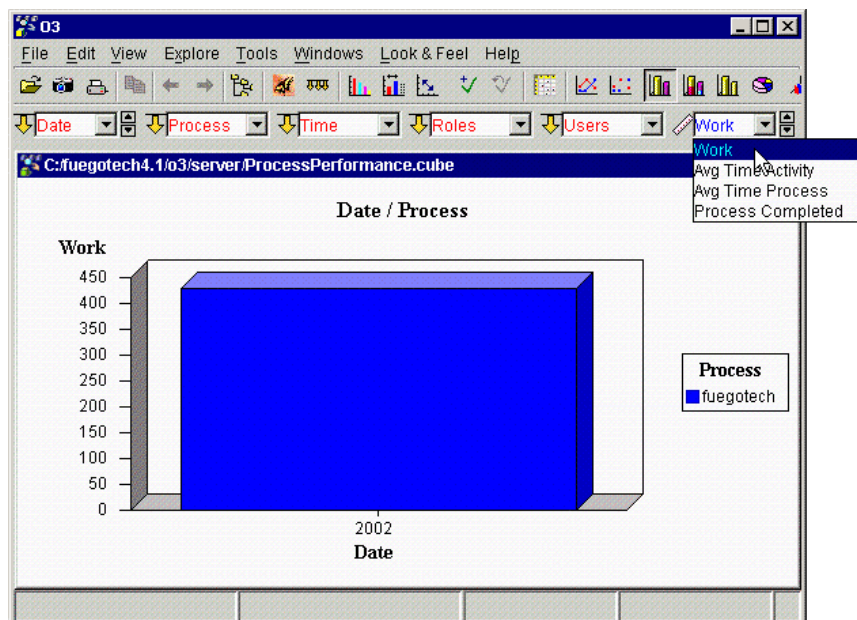 O3
File Edit View Explore Tools Windows Look & Feel Help
Date Process Time Roles Users Work
Work
Avg Time Activity
Avg Time Process
Process Completed
C:/fuegotech4.1/o3/server/ProcessPerformance.cube
Date / Process
Work
450
400
350
300
250
200
150
100
50
0
2002
Date
Process
fuegotech